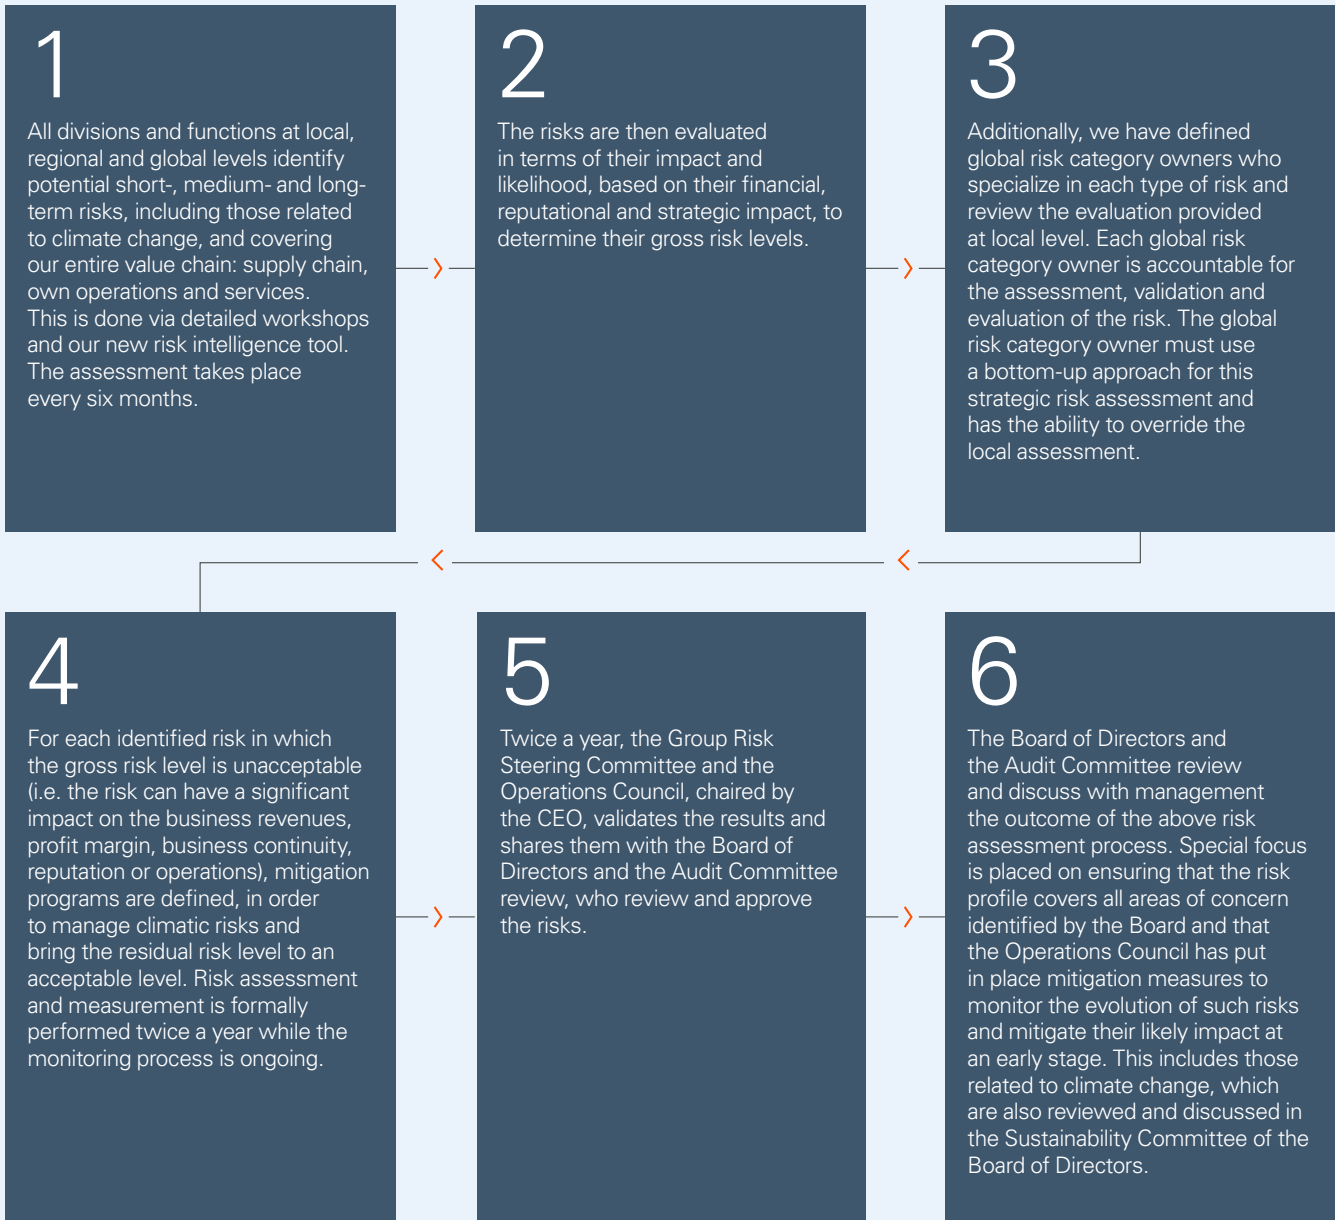 1
All divisions and functions at local,
regional and global levels identify
potential short-, medium- and long-
term risks, including those related
to climate change, and covering
our entire value chain: supply chain,
own operations and services.
This is done via detailed workshops
and our new risk intelligence tool.
The assessment takes place
every six months.
2
The risks are then evaluated
in terms of their impact and
likelihood, based on their financial,
reputational and strategic impact, to
determine their gross risk levels.
3
Additionally, we have defined
global risk category owners who
specialize in each type of risk and
review the evaluation provided
at local level. Each global risk
category owner is accountable for
the assessment, validation and
evaluation of the risk. The global
risk category owner must use
a bottom-up approach for this
strategic risk assessment and
has the ability to override the
local assessment.
4
For each identified risk in which
the gross risk level is unacceptable
(i.e. the risk can have a significant
impact on the business revenues,
profit margin, business continuity,
reputation or operations), mitigation
programs are defined, in order
to manage climatic risks and
bring the residual risk level to an
acceptable level. Risk assessment
and measurement is formally
performed twice a year while the
monitoring process is ongoing.
5
Twice a year, the Group Risk
Steering Committee and the
Operations Council, chaired by
the CEO, validates the results and
shares them with the Board of
Directors and the Audit Committee
review, who review and approve
the risks.
6
The Board of Directors and
the Audit Committee review
and discuss with management
the outcome of the above risk
assessment process. Special focus
is placed on ensuring that the risk
profile covers all areas of concern
identified by the Board and that
the Operations Council has put
in place mitigation measures to
monitor the evolution of such risks
and mitigate their likely impact at
an early stage. This includes those
related to climate change, which
are also reviewed and discussed in
the Sustainability Committee of the
Board of Directors.